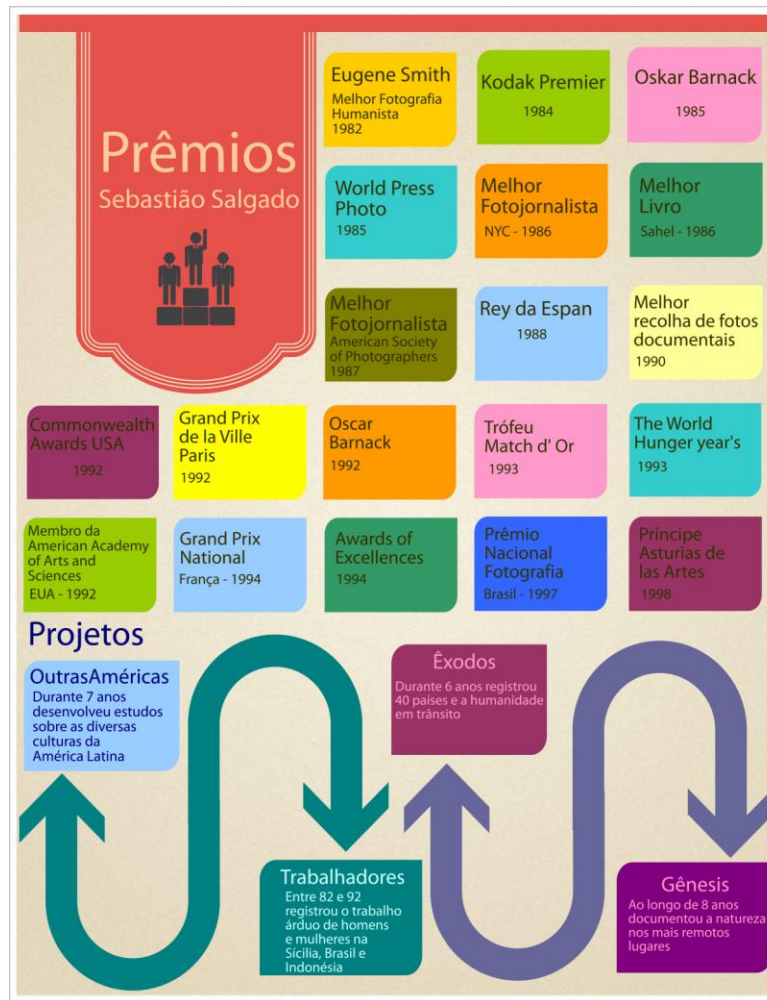 Prêmios
Sebastião Salgado
Eugene Smith
Melhor Fotografia
Humanista
1982
Kodak Premier
1984
Oskar Barnack
1985
World Press
Photo
1985
Melhor
Fotojornalista
NYC - 1986
Melhor
Livro
Sahel - 1986
Melhor
Fotojornalista
American Society
of Photographers
1987
Rey da Espan
1988
Melhor
recolha de fotos
documentais
1990
Commonwealth
Awards USA
1992
Grand Prix
de la Ville
Paris
1992
Oscar
Barnack
1992
Tróféu
Match d' Or
1993
The World
Hunger year's
1993
Membro da
American Academy
of Arts and
Sciences
EUA - 1992
Grand Prix
National
França - 1994
Awards of
Excellences
1994
Prêmio
Nacional
Fotografia
Brasil - 1997
Príncipe
Asturias de
las Artes
1998
Projetos
OutrasAméricas
Durante 7 anos
desenvolveu estudos
sobre as diversas
culturas da
América Latina
Trabalhadores
Entre 82 e 92
registrou o trabalho
árduo de homens
e mulheres na
Sícilia, Brasil e
Indonésia
Êxodos
Durante 6 anos registrou
40 países e a humanidade
em trânsito
Gênesis
Ao longo de 8 anos
documentou a natureza
nos mais remotos
lugares